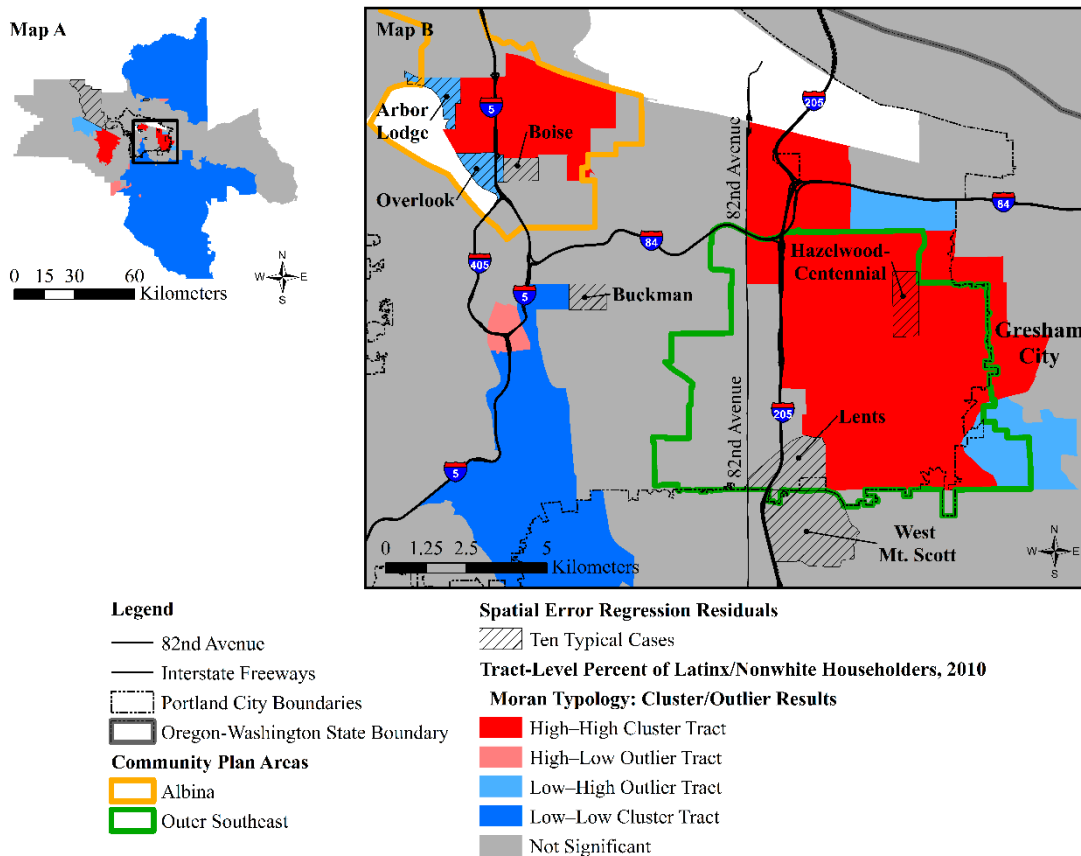 Map A
N
W E
S
0 15 30 60
Kilometers
Map B
Arbor
Lodge
5
Boise
Overlook
205
82nd Avenue
84
84
405
5
Buckman
Hazelwood-
Centennial
Gresham
City
82nd Avenue
205
Lents
5
West
Mt. Scott
0 1.25 2.5 5
Kilometers
N
W E
S
Legend
82nd Avenue
Interstate Freeways
Portland City Boundaries
Oregon-Washington State Boundary
Community Plan Areas
Albina
Outer Southeast
Spatial Error Regression Residuals
Ten Typical Cases
Tract-Level Percent of Latinx/Nonwhite Householders, 2010
Moran Typology: Cluster/Outlier Results
High–High Cluster Tract
High–Low Outlier Tract
Low–High Outlier Tract
Low–Low Cluster Tract
Not Significant